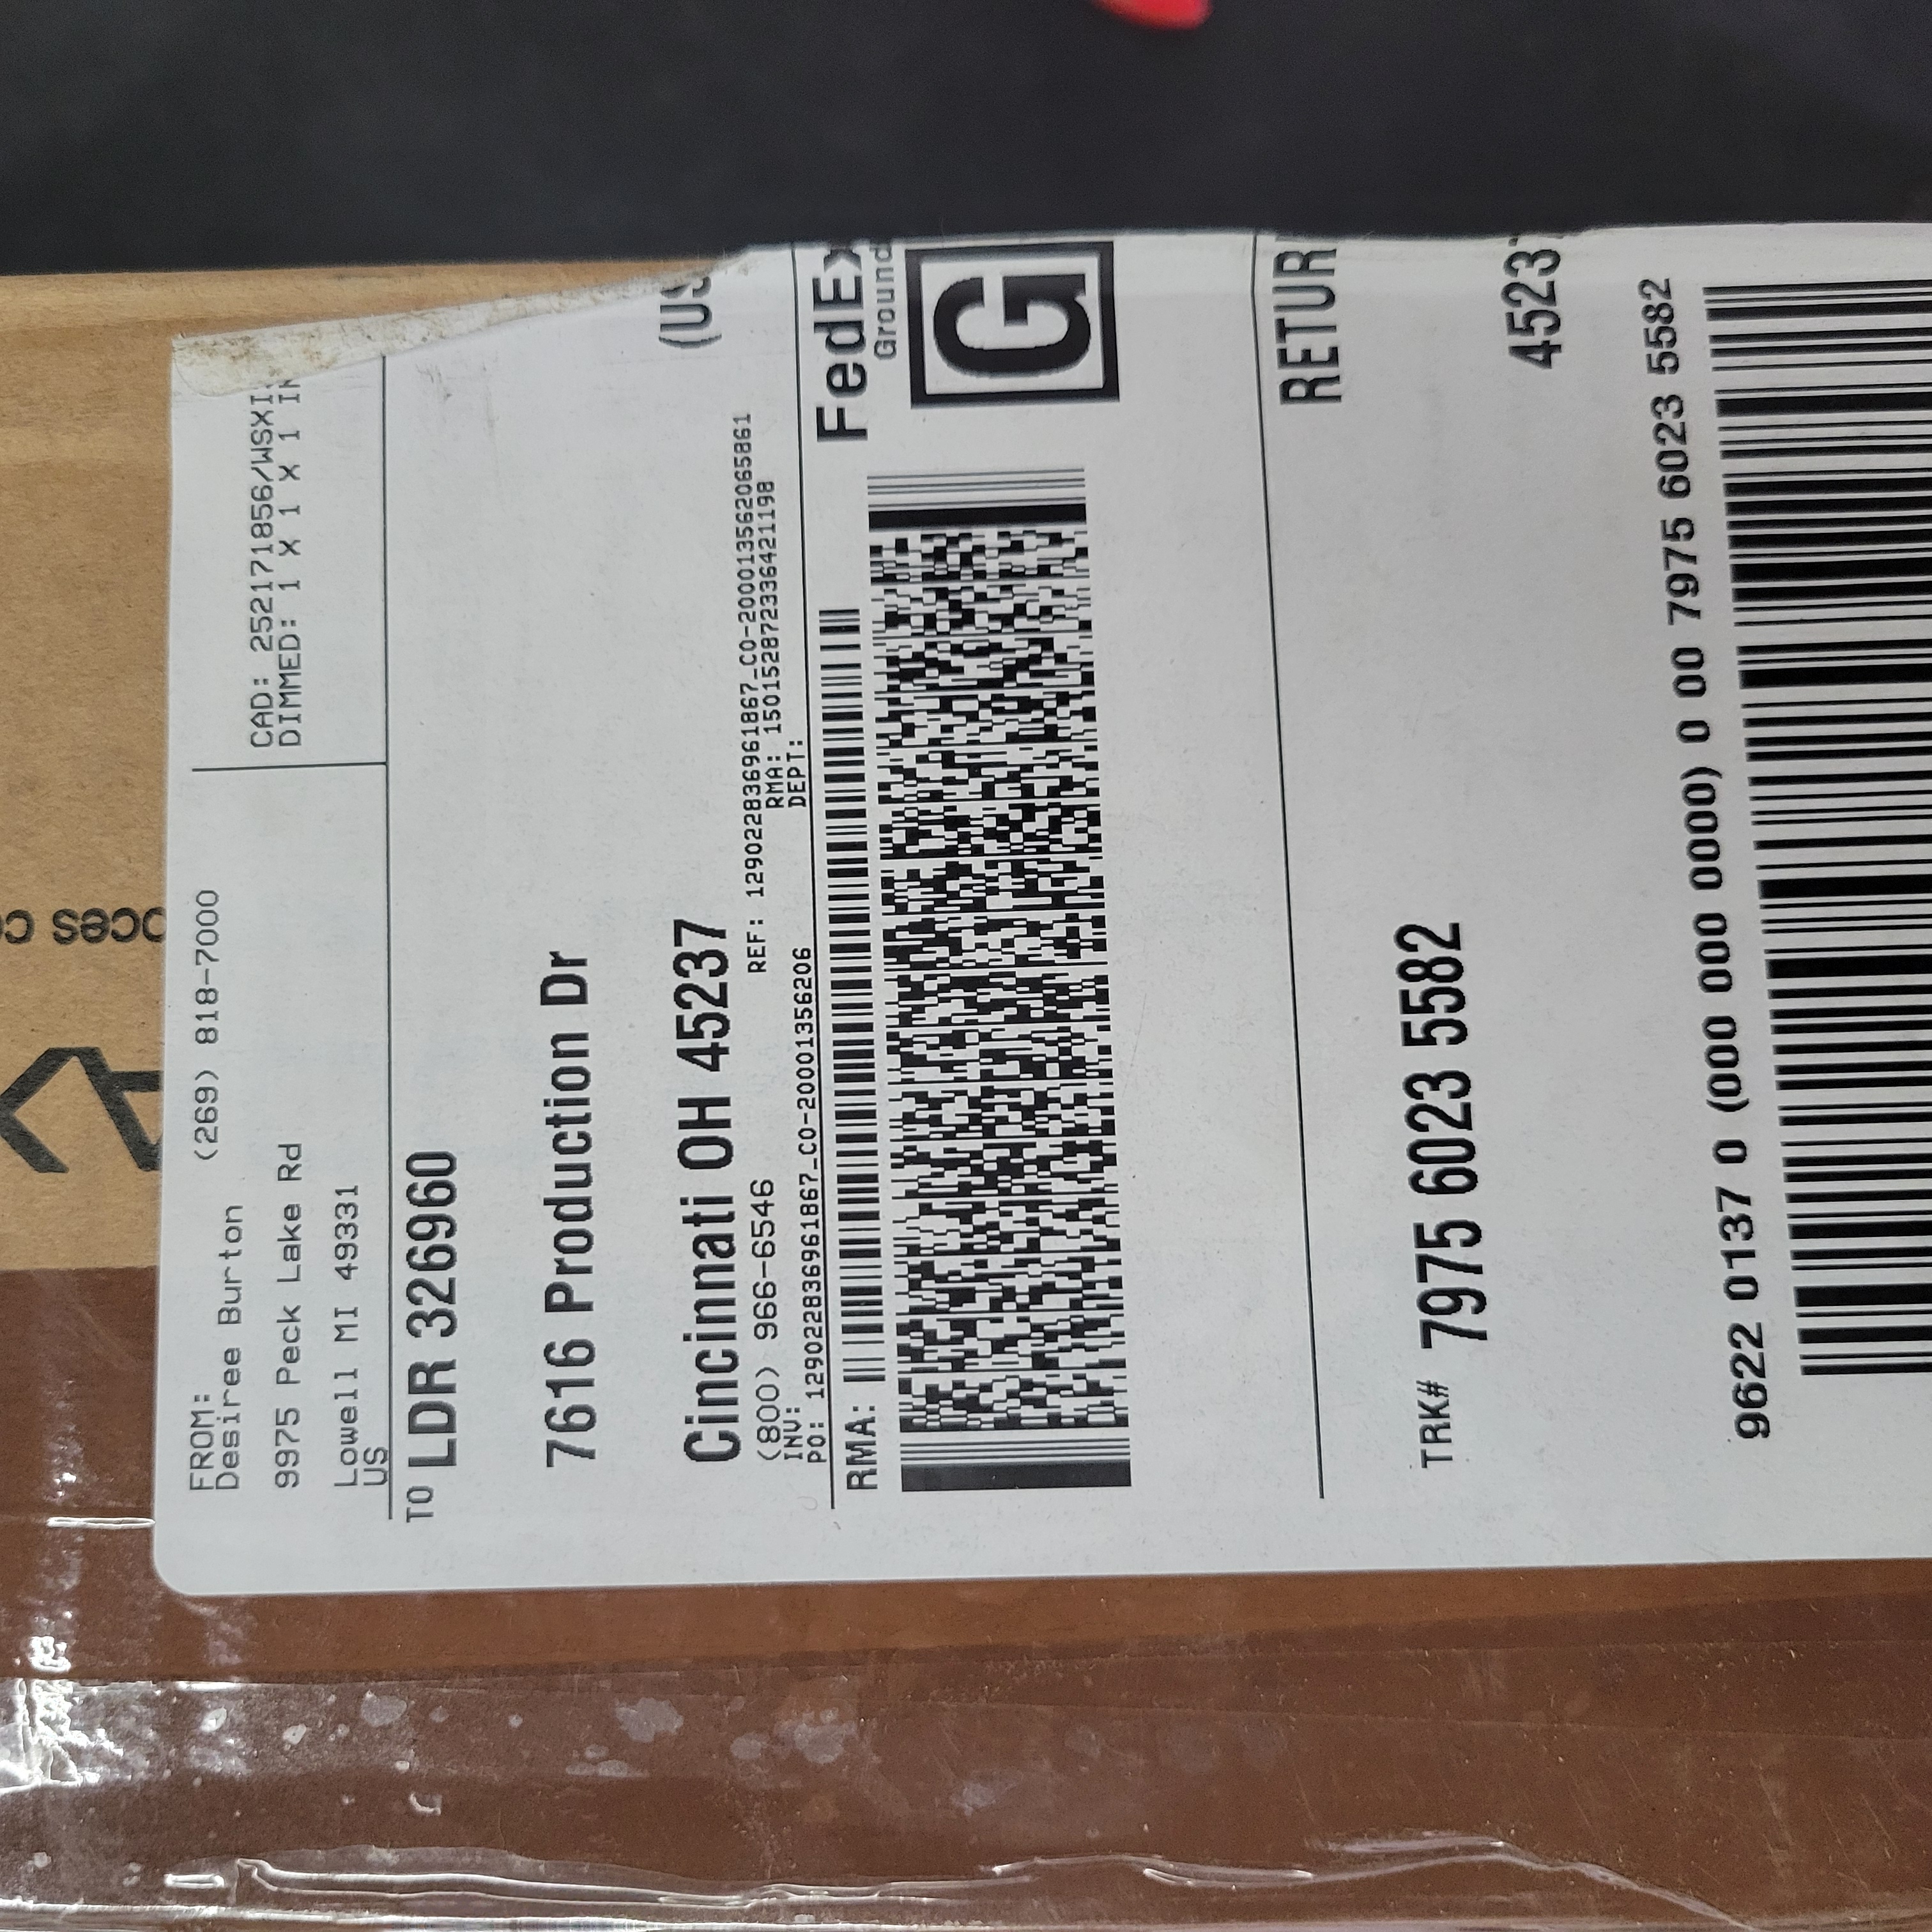 FROM:
Desiree Burton (269) 818-7000
9975 Peck Lake Rd
Lowell MI 49331
US
CAD: 252171856/WSXI
DIMMED: 1 X 1 X 1 I
TO LDR 326960
7616 Production Dr
Cincinnati OH 45237 (US
(800) 966-6546 REF: 1290228369618​67_CO-20001356206586​1
INV: RMA: 150152872336421198
PO: 129022836961867_CO-20001356206 DEPT:
RMA:
FedEx
Ground
G
RETUR
TRK# 7975 6023 5582
4523
9622 0137 0 (000 000 0000) 0 00 7975 6023 5582